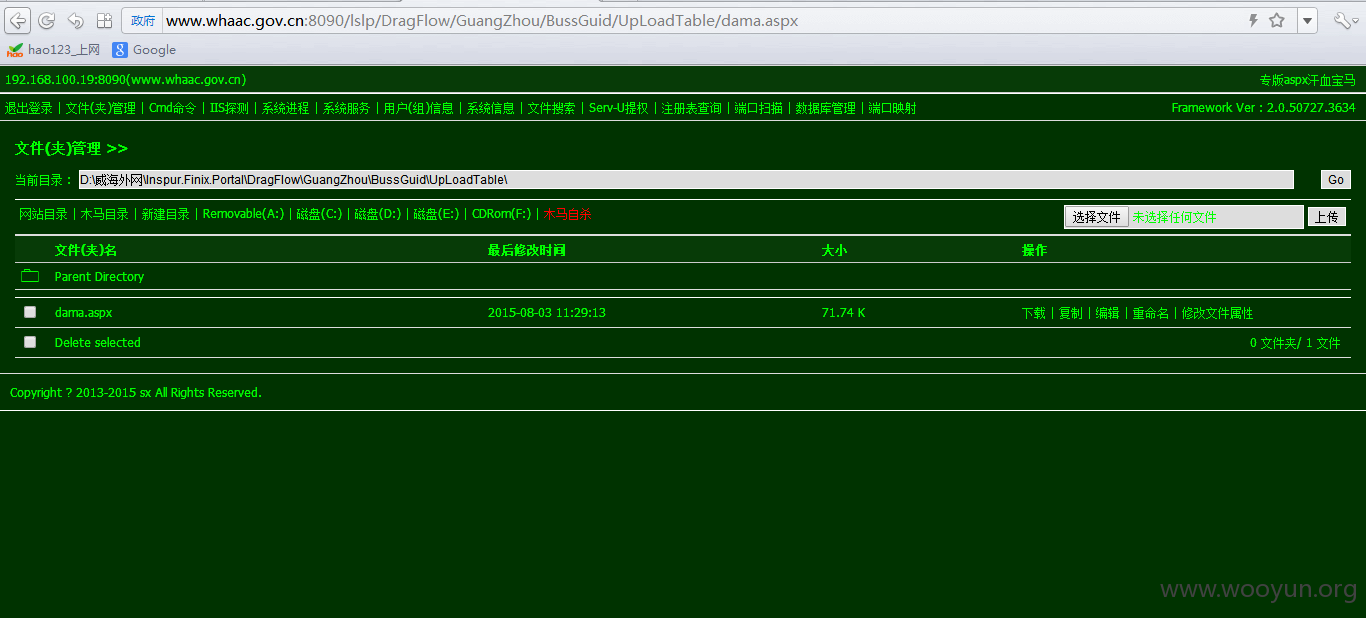 政府 www.whaac.gov.cn:8090/lslp/DragFlow/GuangZhou/BussGuid/UpLoadTable/dama.aspx
hao123_上网 Google
192.168.100.19:8090(www.whaac.gov.cn) 专版aspx汗血宝马
退出登录 | 文件(夹)管理 | Cmd命令 | IIS探测 | 系统进程 | 系统服务 | 用户(组)信息 | 系统信息 | 文件搜索 | Serv-U提权 | 注册表查询 | 端口扫描 | 数据库管理 | 端口映射 Framework Ver : 2.0.50727.3634
文件(夹)管理 >>
当前目录 : D:\威海外网\Inspur.Finix.Portal\DragFlow\GuangZhou\BussGuid\UpLoadTable\ Go
网站目录 | 木马目录 | 新建目录 | Removable(A:) | 磁盘(C:) | 磁盘(D:) | 磁盘(E:) | CDRom(F:) | 木马自杀 选择文件 未选择任何文件 上传
文件(夹)名 最后修改时间 大小 操作
Parent Directory
dama.aspx 2015-08-03 11:29:13 71.74 K 下载 | 复制 | 编辑 | 重命名 | 修改文件属性
Delete selected 0 文件夹/ 1 文件
Copyright ? 2013-2015 sx All Rights Reserved.
www.wooyun.org